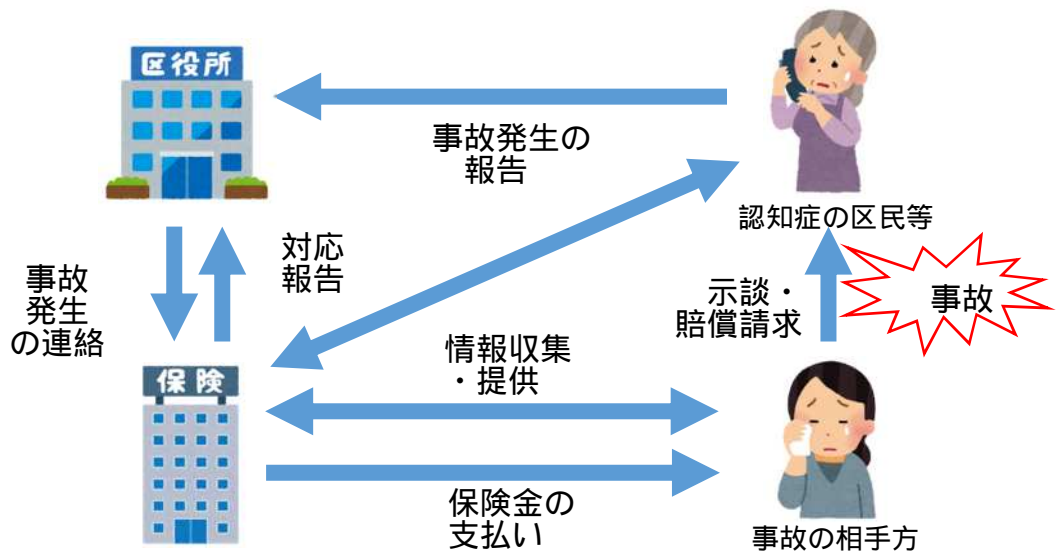 区役所
事故発生の
報告
認知症の区民等
事故
発生
の連絡
対応
報告
示談・
賠償請求
事故
情報収集
・提供
保険
保険金の
支払い
事故の相手方